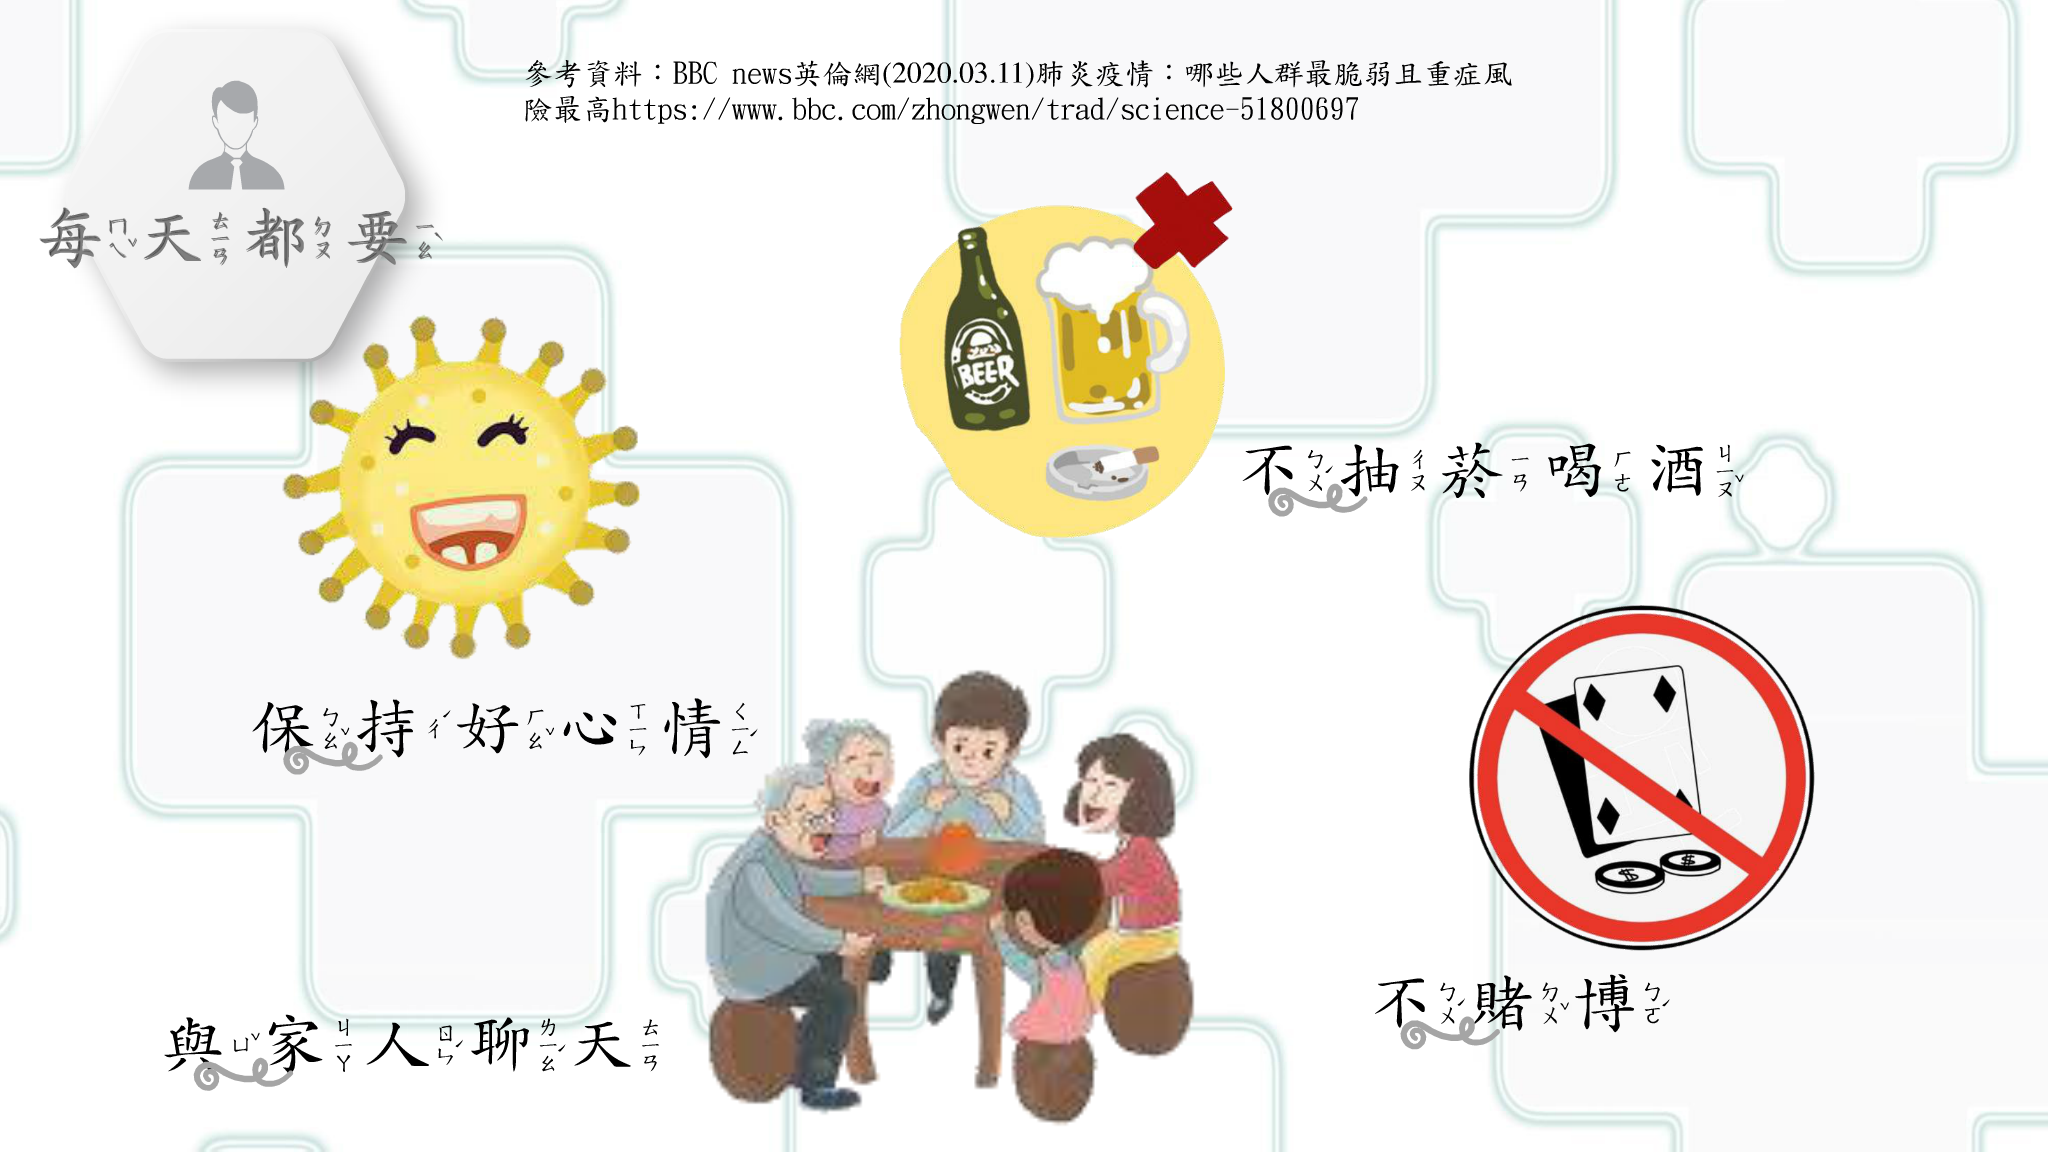 參考資料：BBC news英倫網(2020.03.11)肺炎疫情：哪些人群最脆弱且重症風
險最高https://www.bbc.com/zhongwen/trad/science-51800697
每ㄇㄟˇ天ㄊㄧㄢ都ㄉㄡ要ㄧㄠˋ
BEER
不ㄅㄨˋ抽ㄔㄡ菸ㄧㄢ喝ㄏㄜ酒ㄐㄧㄡˇ
保ㄅㄠˇ持ㄔˊ好ㄏㄠˇ心ㄒㄧㄣ情ㄑㄧㄥˊ
$ $
不ㄅㄨˋ賭ㄉㄨˇ博ㄅㄛˊ
與ㄩˇ家ㄐㄧㄚ人ㄖㄣˊ聊ㄌㄧㄠˊ天ㄊㄧㄢ